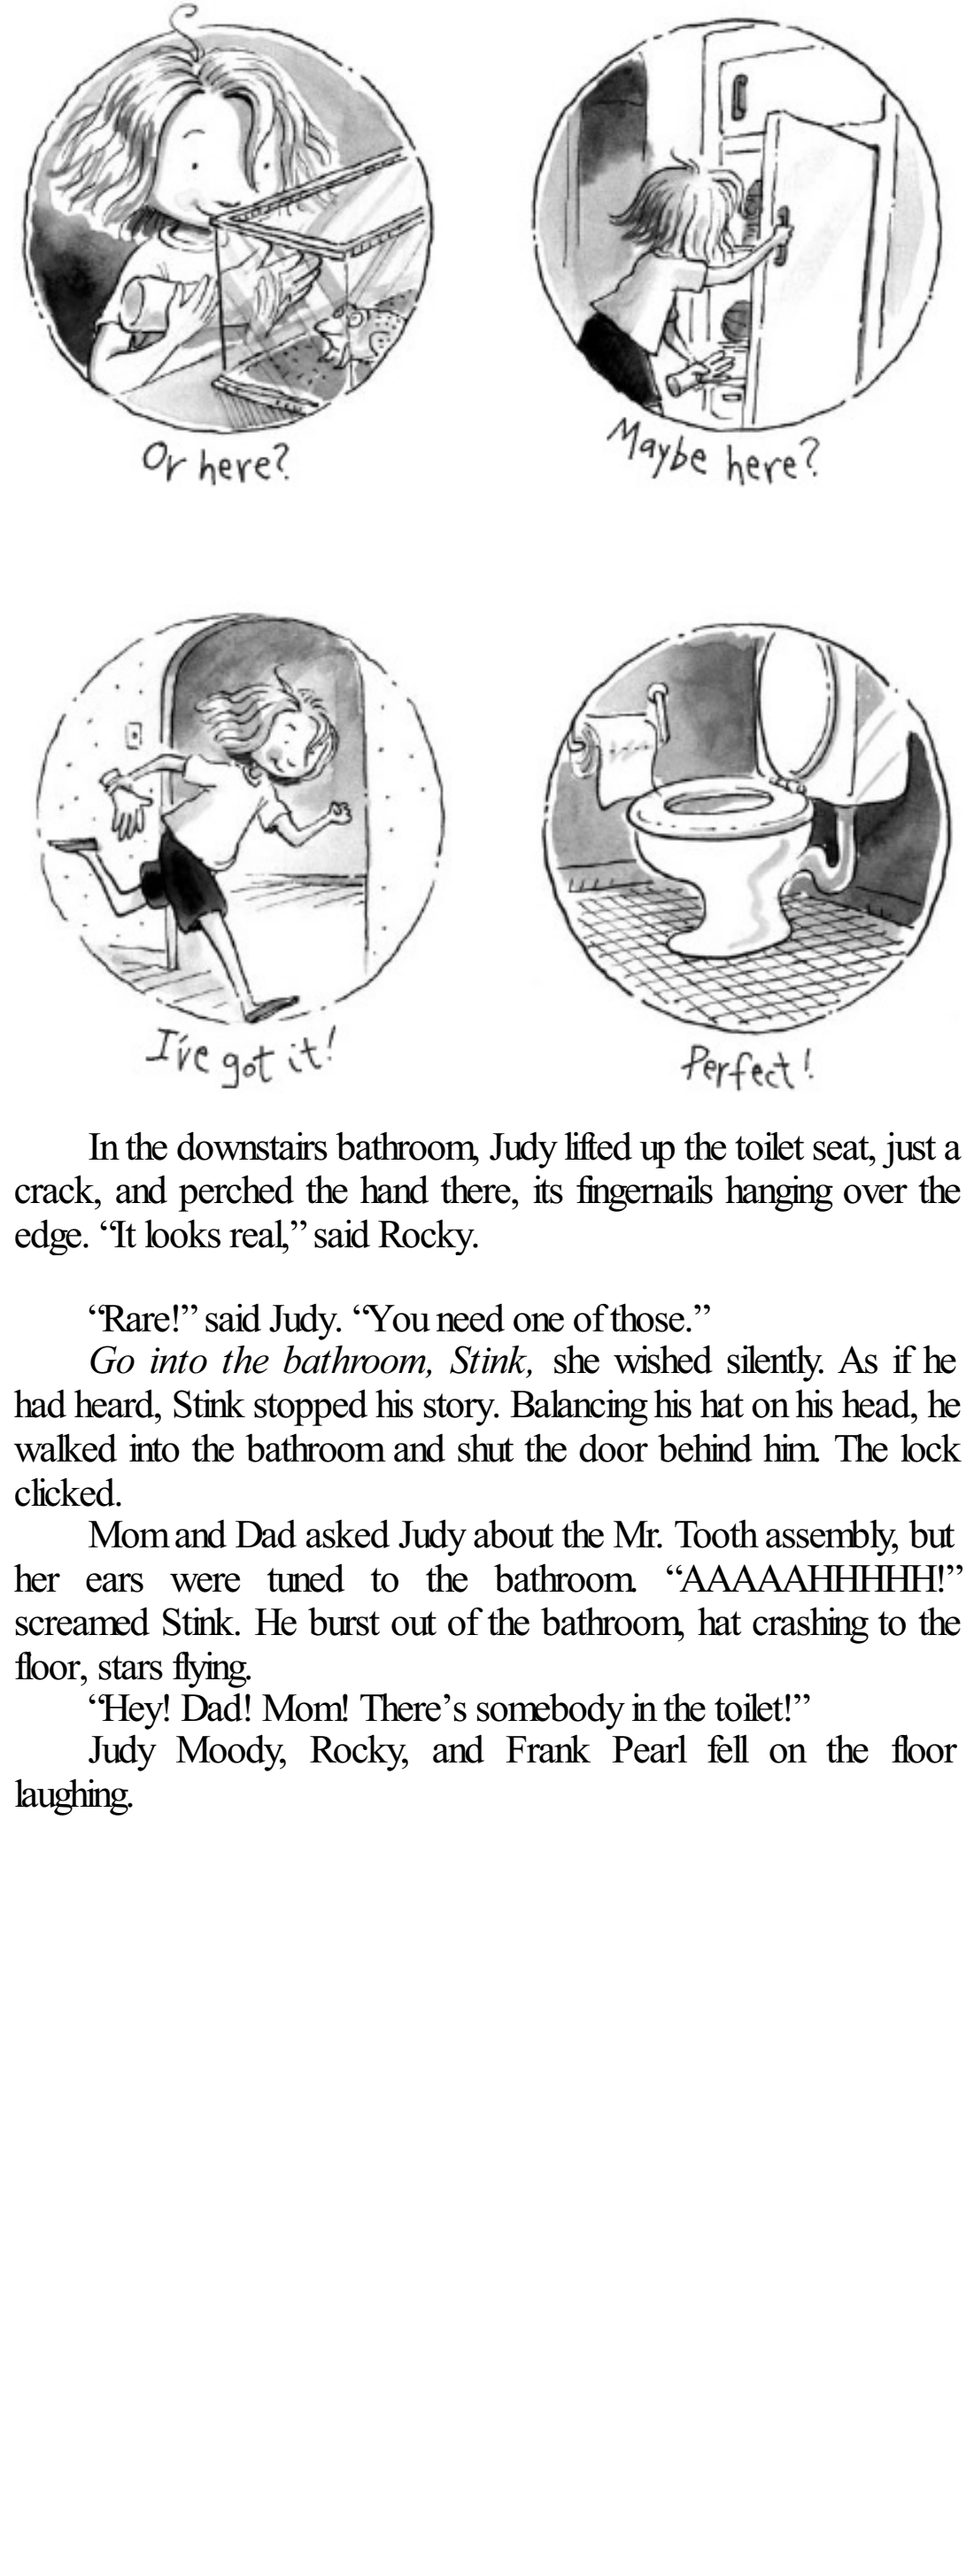 Or here?
Maybe here?
I've got it!
Perfect!
In the downstairs bathroom, Judy lifted up the toilet seat, just a
crack, and perched the hand there, its fingernails hanging over the
edge. “It looks real,” said Rocky.
“Rare!” said Judy. “You need one of those.”
Go into the bathroom, Stink, she wished silently. As if he
had heard, Stink stopped his story. Balancing his hat on his head, he
walked into the bathroom and shut the door behind him. The lock
clicked.
Mom and Dad asked Judy about the Mr. Tooth assembly, but
her ears were tuned to the bathroom. “AAAAAHHHHH!”
screamed Stink. He burst out of the bathroom, hat crashing to the
floor, stars flying.
“Hey! Dad! Mom! There’s somebody in the toilet!”
Judy Moody, Rocky, and Frank Pearl fell on the floor
laughing.